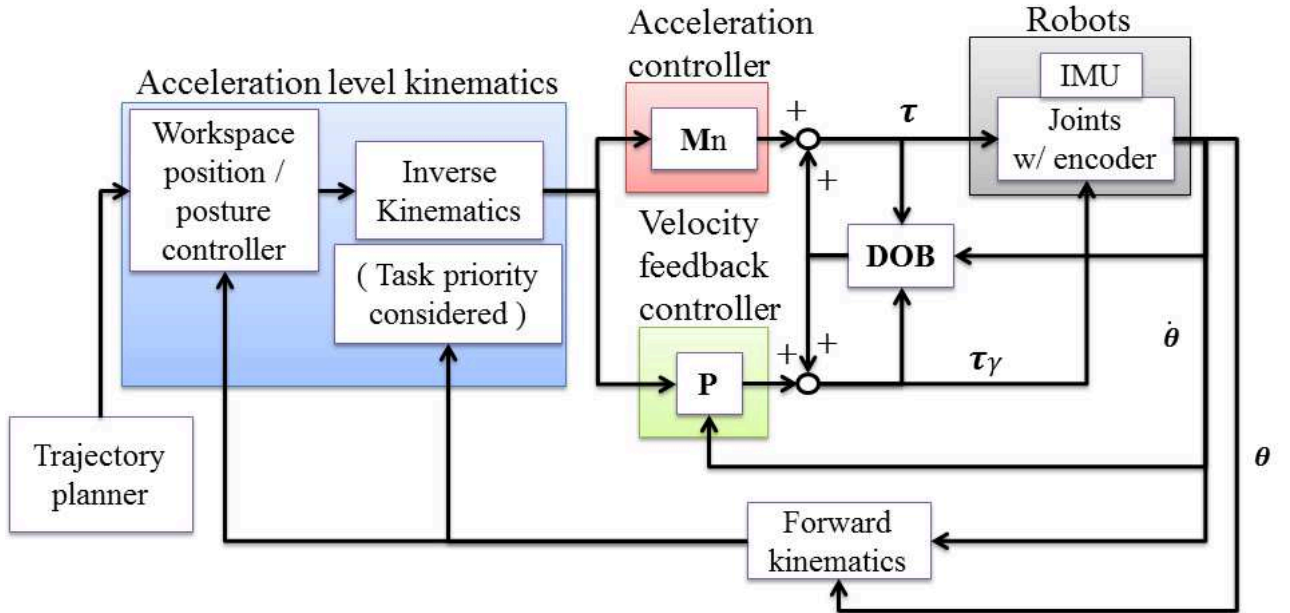 Acceleration level kinematics
Workspace
position /
posture
controller
Inverse
Kinematics
( Task priority
considered )
Trajectory
planner
Acceleration
controller
Mn
Velocity
feedback
controller
P
+
+
+
+
τ
DOB
τγ
Robots
IMU
Joints
w/ encoder
θ̇
θ
Forward
kinematics